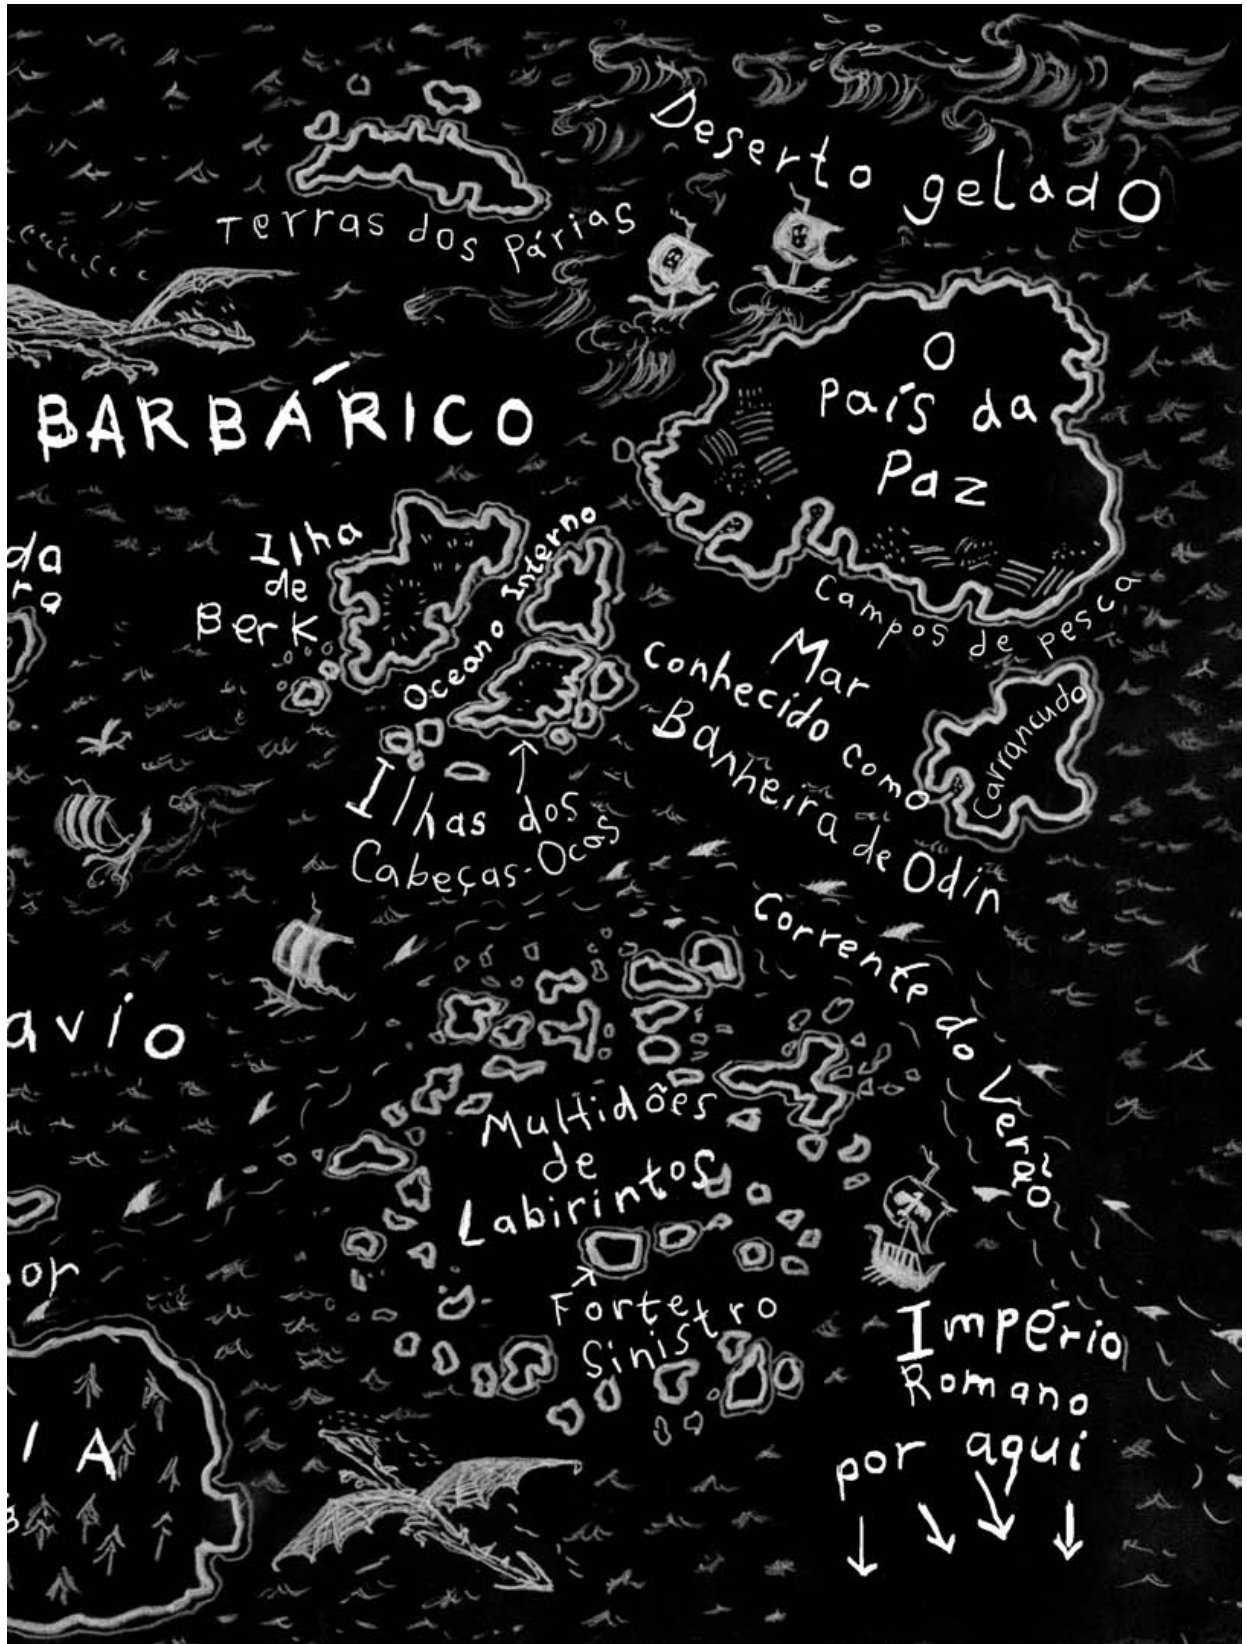 Deserto gelado
Terras dos Párias
O
País da
Paz
BARBÁRICO
Ilha
de
Berk
Oceano Interno
Campos de pesca
Mar
conhecido como
Banheira de Odin
Carrancudo
Ilhas dos
Cabeças-Ocas
Corrente do Verão
avio
Multidões
de
Labirintos
Forte
Sinistro
Império
Romano
por aqui
IA